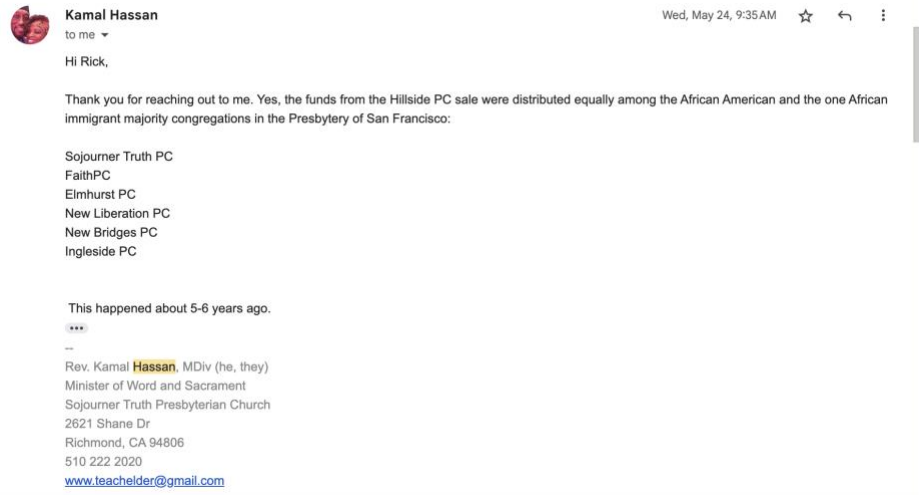 Kamal Hassan
Wed, May 24, 9:35 AM
to me
Hi Rick,
Thank you for reaching out to me. Yes, the funds from the Hillside PC sale were distributed equally among the African American and the one African
immigrant majority congregations in the Presbytery of San Francisco:
Sojourner Truth PC
FaithPC
Elmhurst PC
New Liberation PC
New Bridges PC
Ingleside PC
This happened about 5-6 years ago.
--
Rev. Kamal Hassan, MDiv (he, they)
Minister of Word and Sacrament
Sojourner Truth Presbyterian Church
2621 Shane Dr
Richmond, CA 94806
510 222 2020
www.teachelder@gmail.com